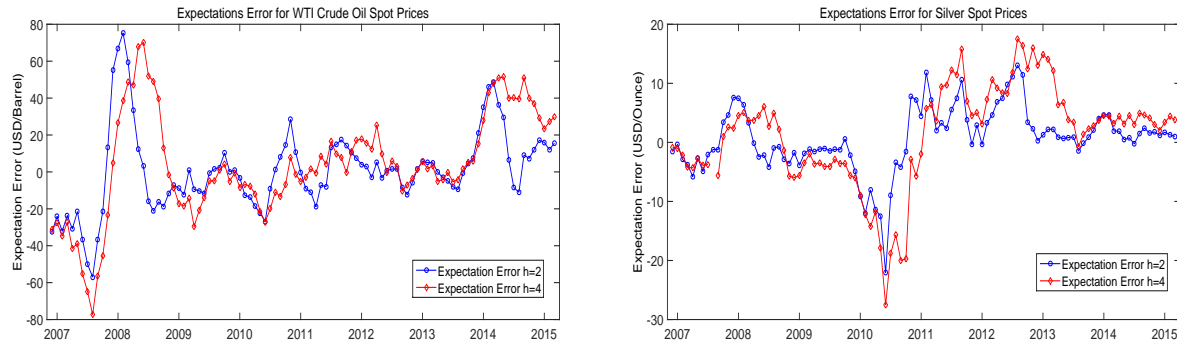 Expectations Error for WTI Crude Oil Spot Prices
Expectation Error (USD/Barrel)
80
60
40
20
0
-20
-40
-60
-80
2007 2008 2009 2010 2011 2012 2013 2014 2015
Expectation Error h=2
Expectation Error h=4
Expectations Error for Silver Spot Prices
Expectation Error (USD/Ounce)
20
10
0
-10
-20
-30
2007 2008 2009 2010 2011 2012 2013 2014 2015
Expectation Error h=2
Expectation Error h=4